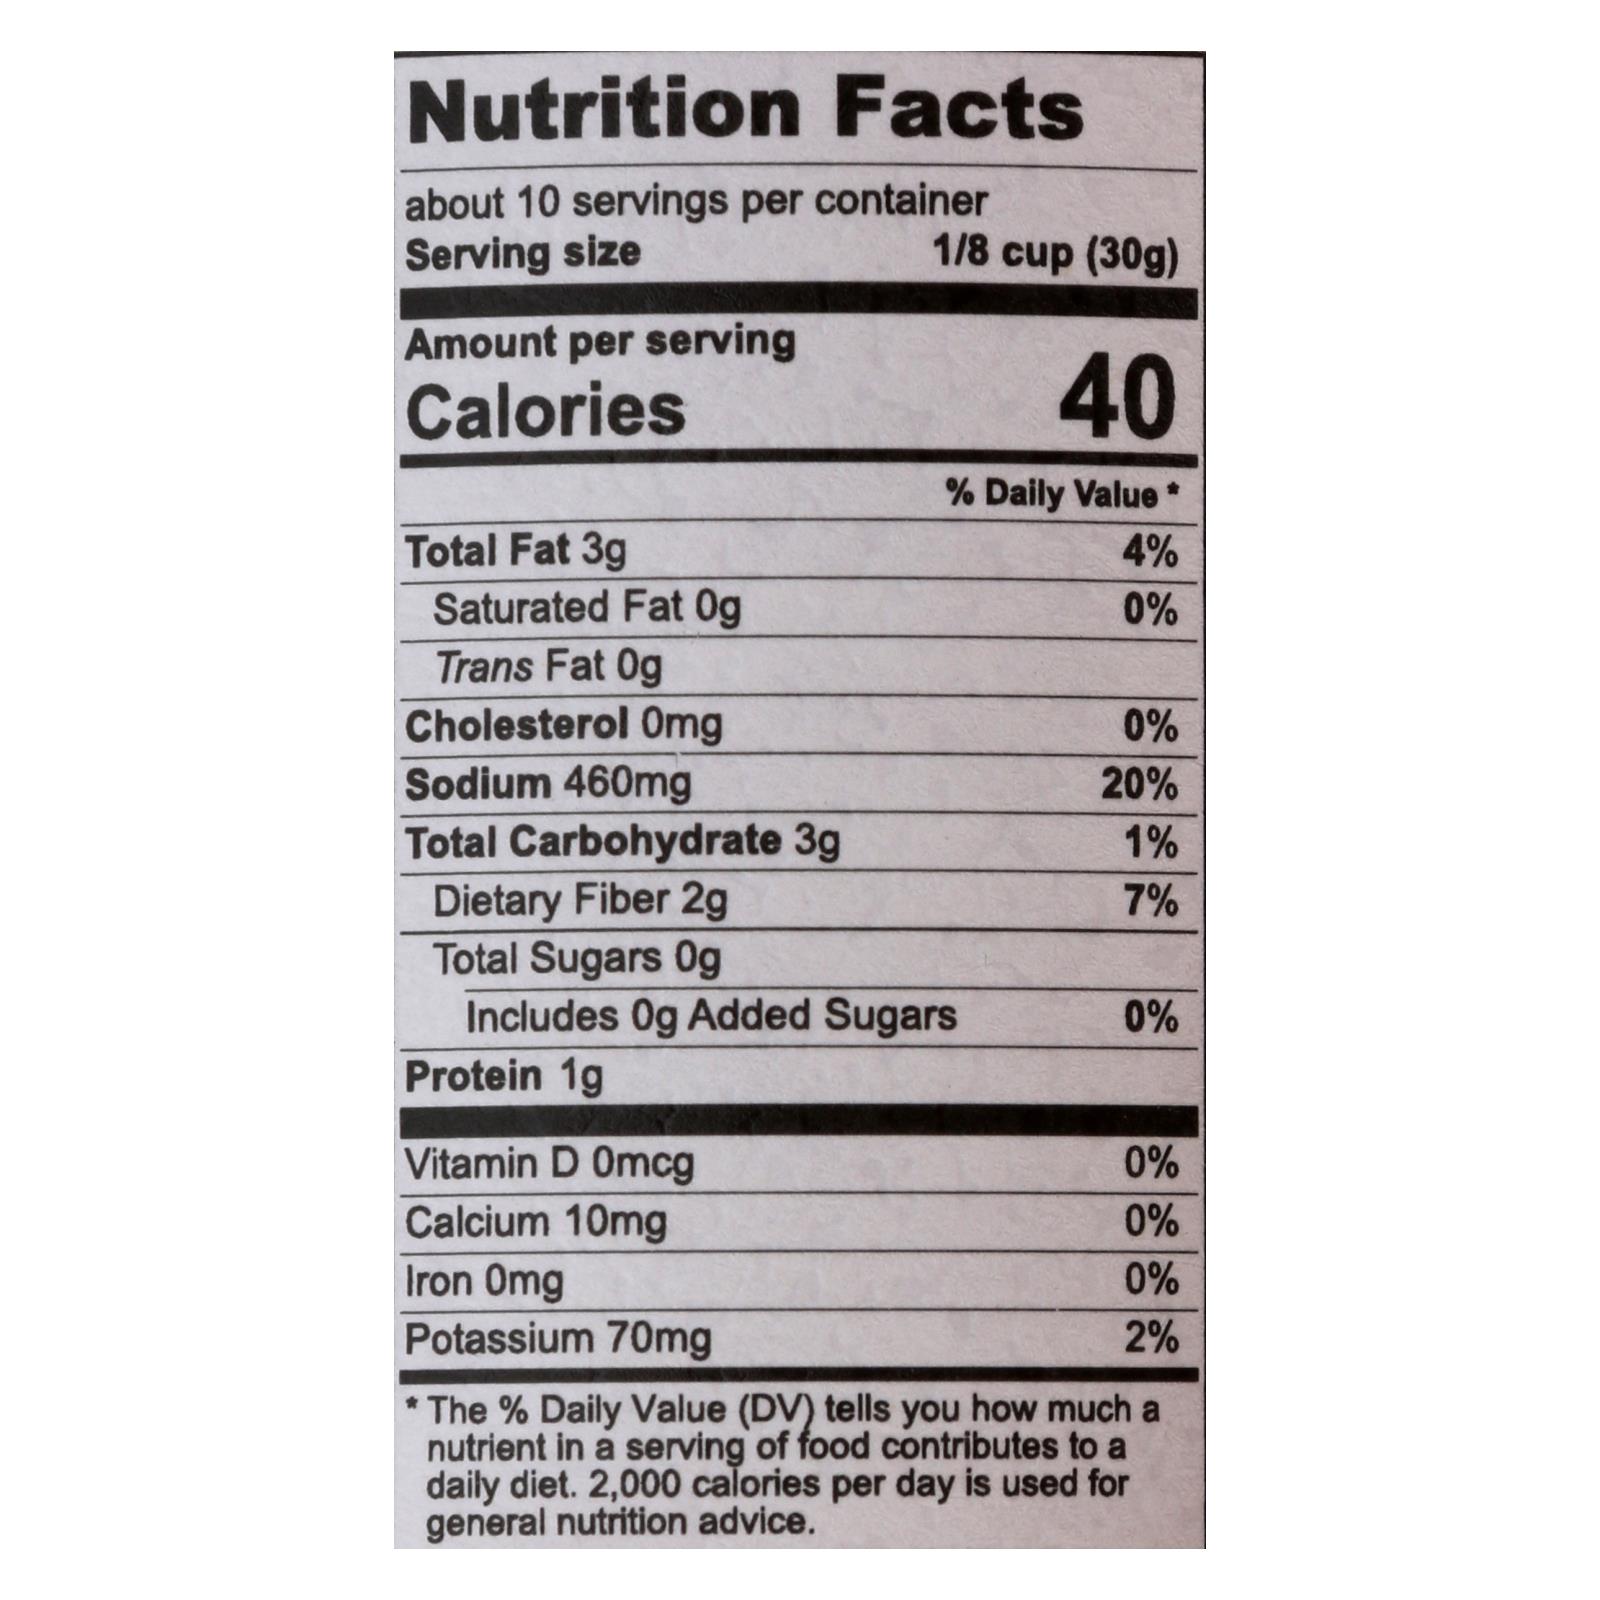 Nutrition Facts
about 10 servings per container
Serving size 1/8 cup (30g)
Amount per serving
Calories 40
% Daily Value *
Total Fat 3g 4%
Saturated Fat 0g 0%
Trans Fat 0g
Cholesterol 0mg 0%
Sodium 460mg 20%
Total Carbohydrate 3g 1%
Dietary Fiber 2g 7%
Total Sugars 0g
Includes 0g Added Sugars 0%
Protein 1g
Vitamin D 0mcg 0%
Calcium 10mg 0%
Iron 0mg 0%
Potassium 70mg 2%
* The % Daily Value (DV) tells you how much a
nutrient in a serving of food contributes to a
daily diet. 2,000 calories per day is used for
general nutrition advice.